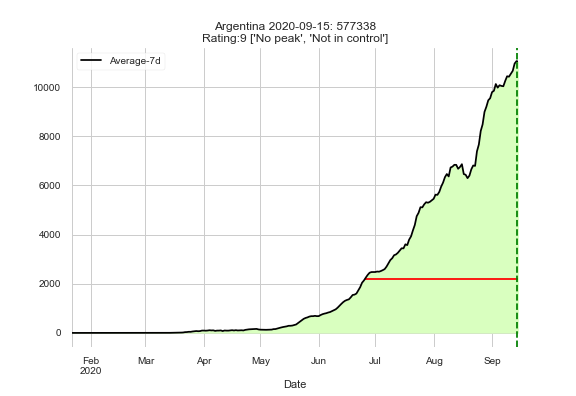 Argentina 2020-09-15: 577338
Rating:9 ['No peak', 'Not in control']
Average-7d
10000
8000
6000
4000
2000
0
Feb Mar Apr May Jun Jul Aug Sep
2020
Date